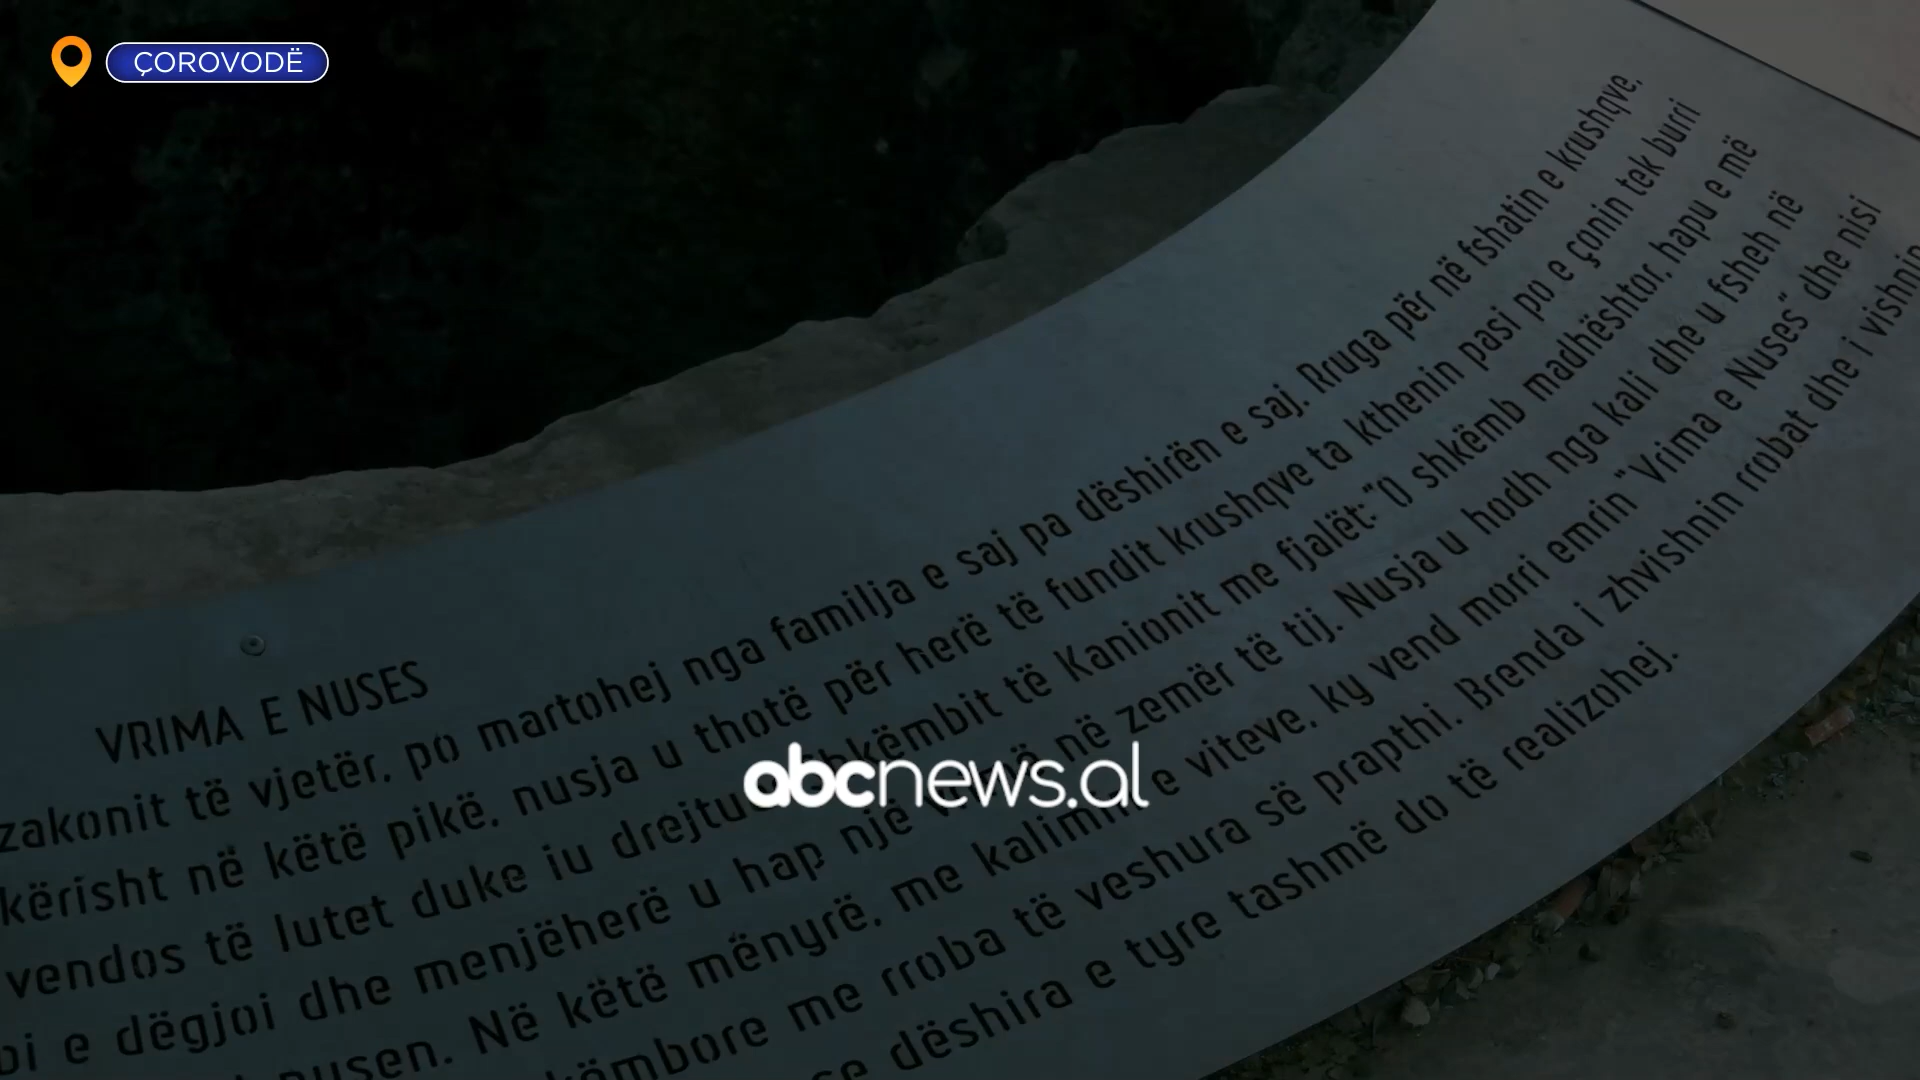 ÇOROVODË
VRIMA E NUSES
zakonit të vjetër, po martohej nga familja e saj pa dëshirën e saj. Rruga për në fshatin e krushqve,
kërisht në këtë pikë, nusja u thotë për herë të fundit krushqve ta kthenin pasi po e çonin tek burri
vendos të lutet duke iu drejtuar shkëmbit të Kanionit me fjalët:"O shkëmb madhështor, hapu e më
bi e dëgjoi dhe menjëherë u hap një vrimë në zemër të tij. Nusja u hodh nga kali dhe u fsheh në
nusen. Në këtë mënyrë, me kalimin e viteve, ky vend morri emrin "Vrima e Nuses" dhe nisi
këmbore me rroba të veshura së prapthi. Brenda i zhvishnin rrobat dhe i vishnin
se dëshira e tyre tashmë do të realizohej.
abcnews.al